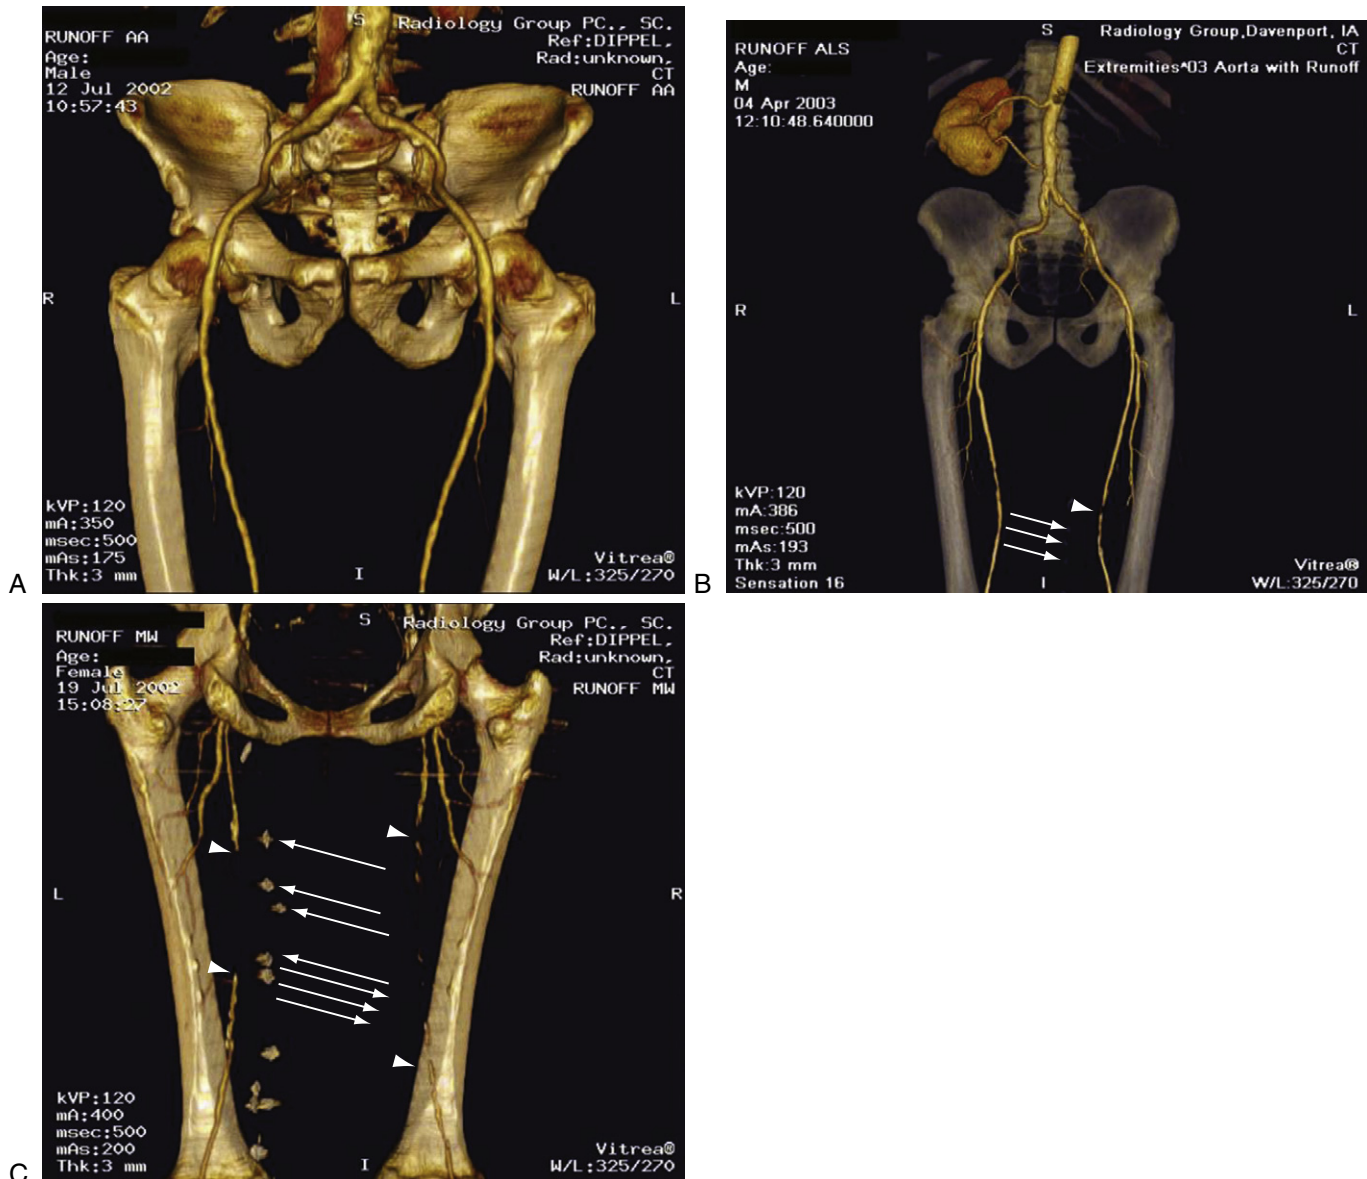 RUNOFF AA
Age:
Male
12 Jul 2002
10:57:43
S
Radiology Group PC., SC.
Ref:DIPPEL,
Rad:unknown,
CT
RUNOFF AA
R
L
kVP:120
mA:350
msec:500
mAs:175
Thk:3 mm
I
Vitrea®
W/L:325/270
A
RUNOFF ALS
Age:
M
04 Apr 2003
12:10:48.640000
S
Radiology Group,Davenport, IA
CT
Extremities^03 Aorta with Runoff
R
L
kVP:120
mA:386
msec:500
mAs:193
Thk:3 mm
Sensation 16
I
Vitrea®
W/L:325/270
B
RUNOFF MW
Age:
Female
19 Jul 2002
15:08:27
S
Radiology Group PC., SC.
Ref:DIPPEL,
Rad:unknown,
CT
RUNOFF MW
L
R
kVP:120
mA:400
msec:500
mAs:200
Thk:3 mm
I
Vitrea®
W/L:325/270
C